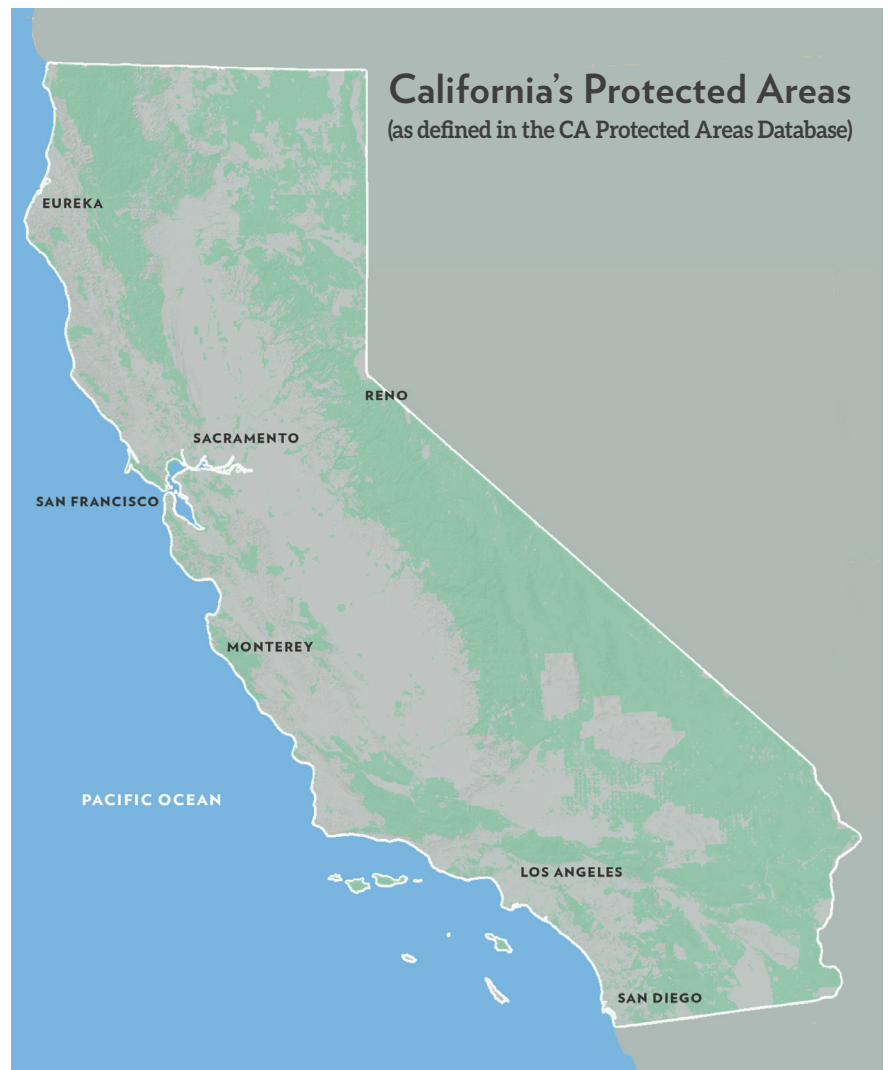 California's Protected Areas
(as defined in the CA Protected Areas Database)
EUREKA
RENO
SACRAMENTO
SAN FRANCISCO
MONTEREY
PACIFIC OCEAN
LOS ANGELES
SAN DIEGO